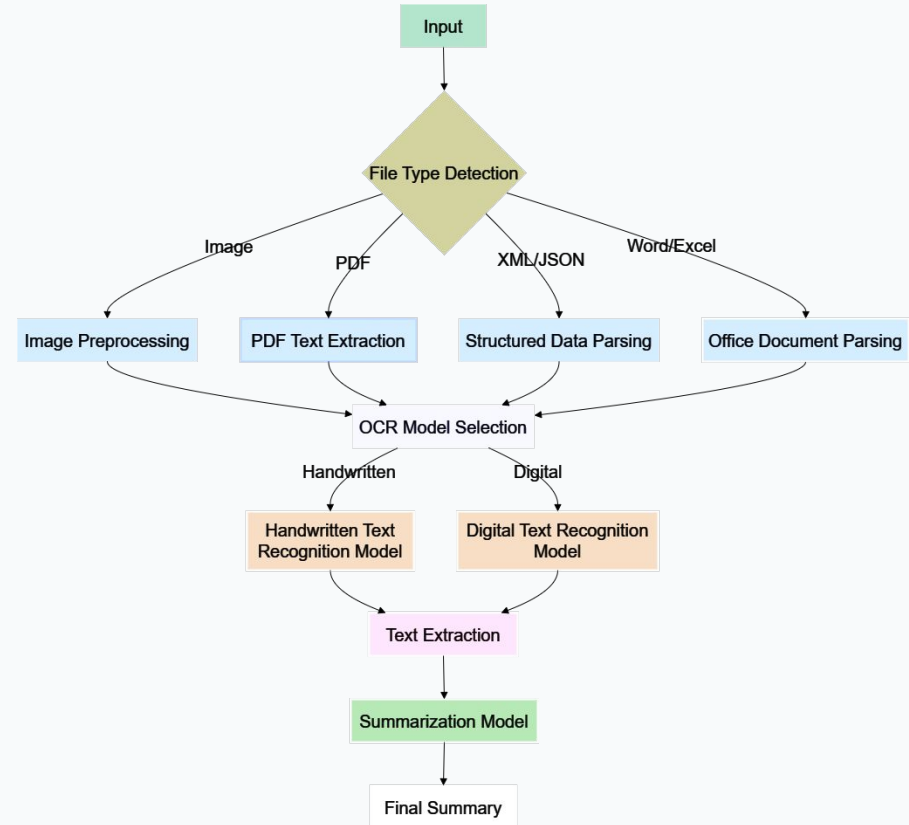 Input
File Type Detection
Image
PDF
XML/JSON
Word/Excel
Image Preprocessing
PDF Text Extraction
Structured Data Parsing
Office Document Parsing
OCR Model Selection
Handwritten
Digital
Handwritten Text
Recognition Model
Digital Text Recognition
Model
Text Extraction
Summarization Model
Final Summary